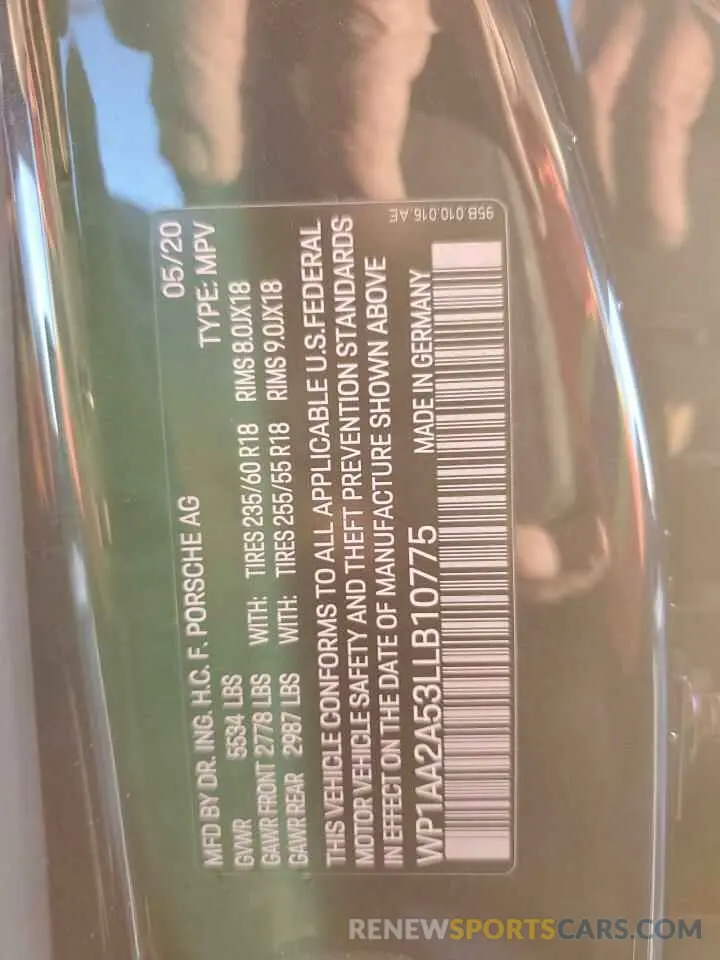 MFD BY DR. ING. H.C. F. PORSCHE AG 05/20
GVWR 5534 LBS TYPE: MPV
GAWR FRONT 2778 LBS WITH: TIRES 235/60 R18 RIMS 8.0JX18
GAWR REAR 2987 LBS WITH: TIRES 255/55 R18 RIMS 9.0JX18
THIS VEHICLE CONFORMS TO ALL APPLICABLE U.S.FEDERAL
MOTOR VEHICLE SAFETY AND THEFT PREVENTION STANDARDS
IN EFFECT ON THE DATE OF MANUFACTURE SHOWN ABOVE
WP1AA2A53LLB10775 MADE IN GERMANY
95B.010.016.AE
RENEWSPORTSCARS.COM